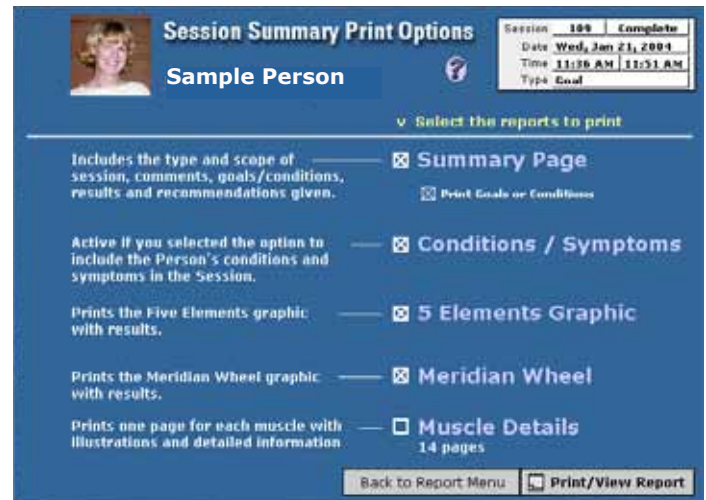 Session Summary Print Options
Sample Person
?
Session 109 Complete
Date Wed, Jan 21, 2004
Time 11:36 AM 11:51 AM
Type Goal
v Select the reports to print
Includes the type and scope of
session, comments, goals/conditions,
results and recommendations given.
Summary Page
Print Goals or Conditions
Active if you selected the option to
include the Person's conditions and
symptoms in the Session.
Conditions / Symptoms
Prints the Five Elements graphic
with results.
5 Elements Graphic
Prints the Meridian Wheel graphic
with results.
Meridian Wheel
Prints one page for each muscle with
illustrations and detailed information
Muscle Details
14 pages
Back to Report Menu
Print/View Report